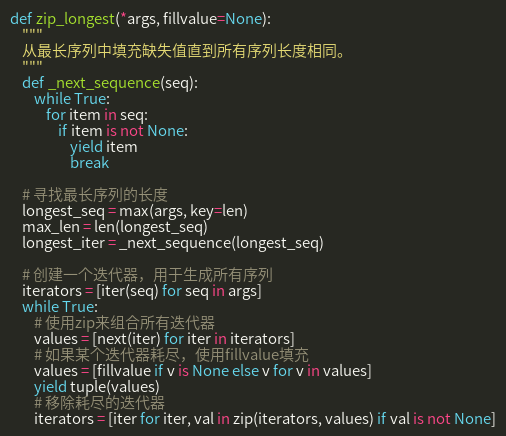 def zip_longest(*args, fillvalue=None):
    """
    从最长序列中填充缺失值直到所有序列长度相同。
    """
    def _next_sequence(seq):
        while True:
            for item in seq:
                if item is not None:
                    yield item
                    break

    # 寻找最长序列的长度
    longest_seq = max(args, key=len)
    max_len = len(longest_seq)
    longest_iter = _next_sequence(longest_seq)

    # 创建一个迭代器，用于生成所有序列
    iterators = [iter(seq) for seq in args]
    while True:
        # 使用zip来组合所有迭代器
        values = [next(iter) for iter in iterators]
        # 如果某个迭代器耗尽，使用fillvalue填充
        values = [fillvalue if v is None else v for v in values]
        yield tuple(values)
        # 移除耗尽的迭代器
        iterators = [iter for iter, val in zip(iterators, values) if val is not None]